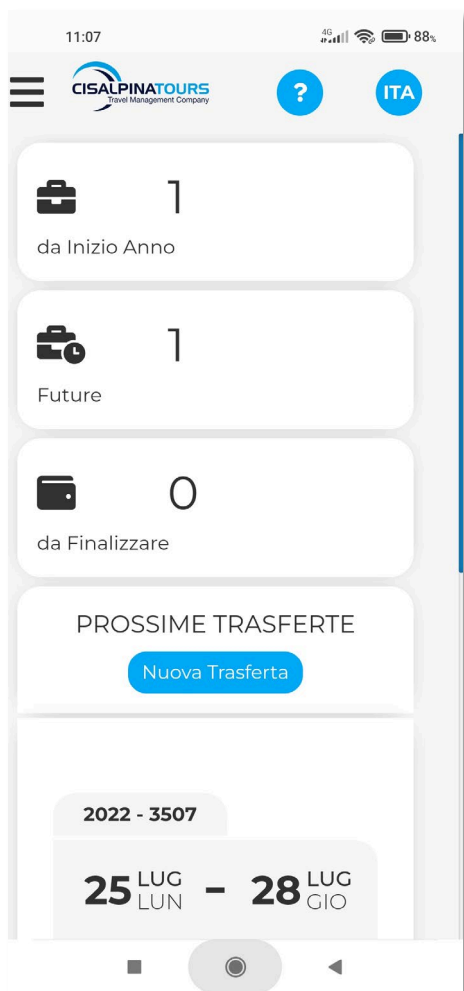 11:07
4G
88%
CISALPINATOURS
Travel Management Company
?
ITA
1
da Inizio Anno
1
Future
0
da Finalizzare
PROSSIME TRASFERTE
Nuova Trasferta
2022 - 3507
25 LUG LUN - 28 LUG GIO